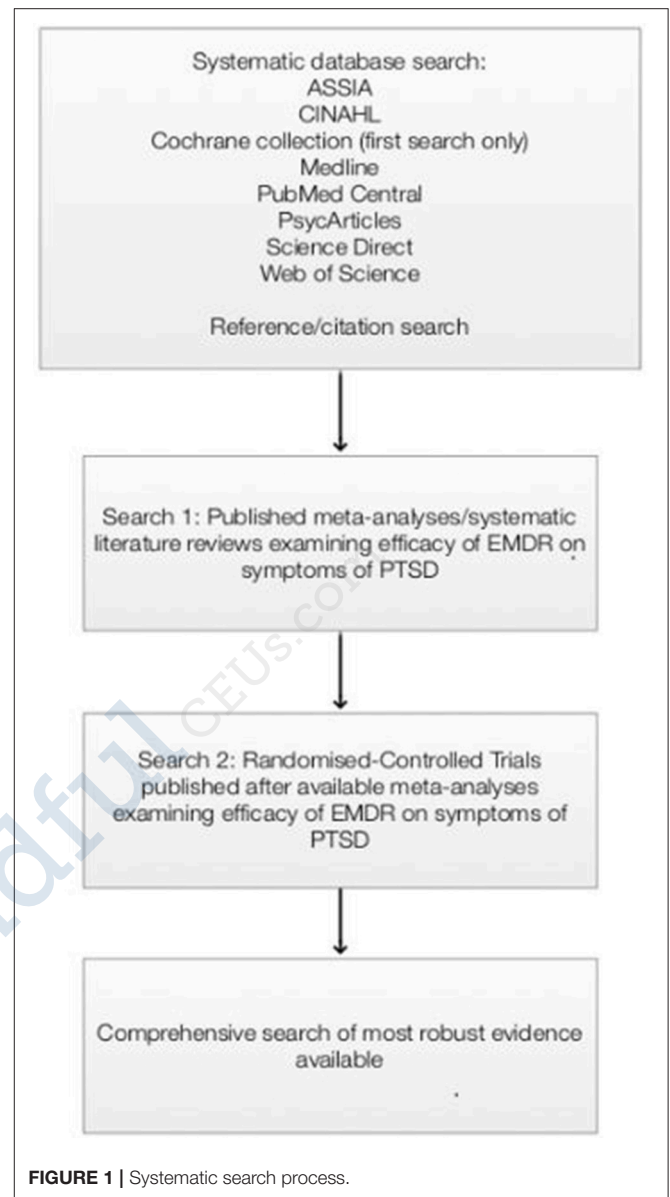 Systematic database search:
ASSIA
CINAHL
Cochrane collection (first search only)
Medline
PubMed Central
PsycArticles
Science Direct
Web of Science
Reference/citation search
Search 1: Published meta-analyses/systematic
literature reviews examining efficacy of EMDR on
symptoms of PTSD
Search 2: Randomised-Controlled Trials
published after available meta-analyses
examining efficacy of EMDR on symptoms of
PTSD
Comprehensive search of most robust evidence
available
FIGURE 1 | Systematic search process.
dful CEUs.com